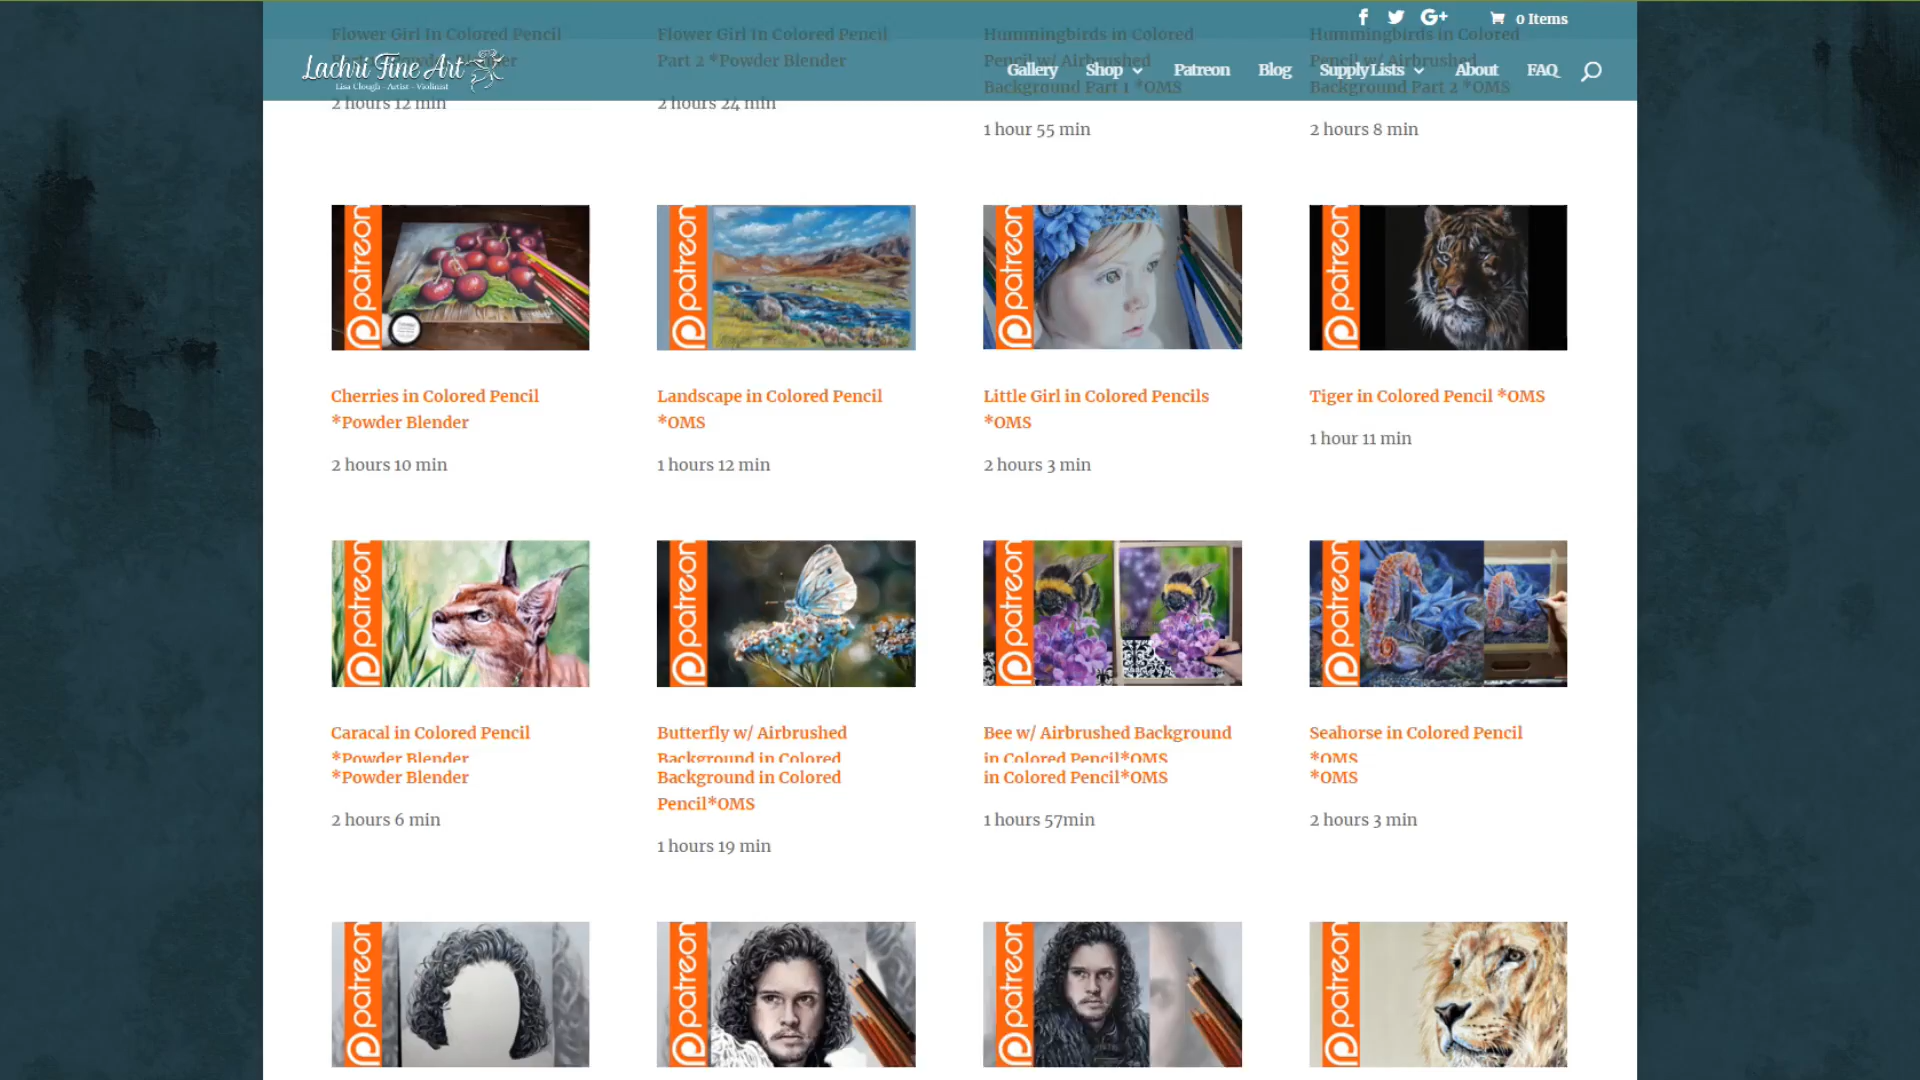 0 Items
Lachri Fine Art
Lisa Clough - Artist - Violinist
Gallery Shop Patreon Blog Supply Lists About FAQ
Flower Girl In Colored Pencil
2 hours 12 min
Flower Girl In Colored Pencil
Part 2 *Powder Blender
2 hours 24 min
Hummingbirds in Colored
Pencil w/ Airbrushed
Background Part 1 *OMS
1 hour 55 min
Hummingbirds in Colored
Pencil w/ Airbrushed
Background Part 2 *OMS
2 hours 8 min
patreon
patreon
patreon
patreon
Cherries in Colored Pencil
*Powder Blender
2 hours 10 min
Landscape in Colored Pencil
*OMS
1 hours 12 min
Little Girl in Colored Pencils
*OMS
2 hours 3 min
Tiger in Colored Pencil *OMS
1 hour 11 min
patreon
patreon
patreon
patreon
Caracal in Colored Pencil
*Powder Blender
*Powder Blender
2 hours 6 min
Butterfly w/ Airbrushed
Background in Colored
Background in Colored
Pencil*OMS
1 hours 19 min
Bee w/ Airbrushed Background
in Colored Pencil*OMS
in Colored Pencil*OMS
1 hours 57min
Seahorse in Colored Pencil
*OMS
*OMS
2 hours 3 min
patreon
patreon
patreon
patreon